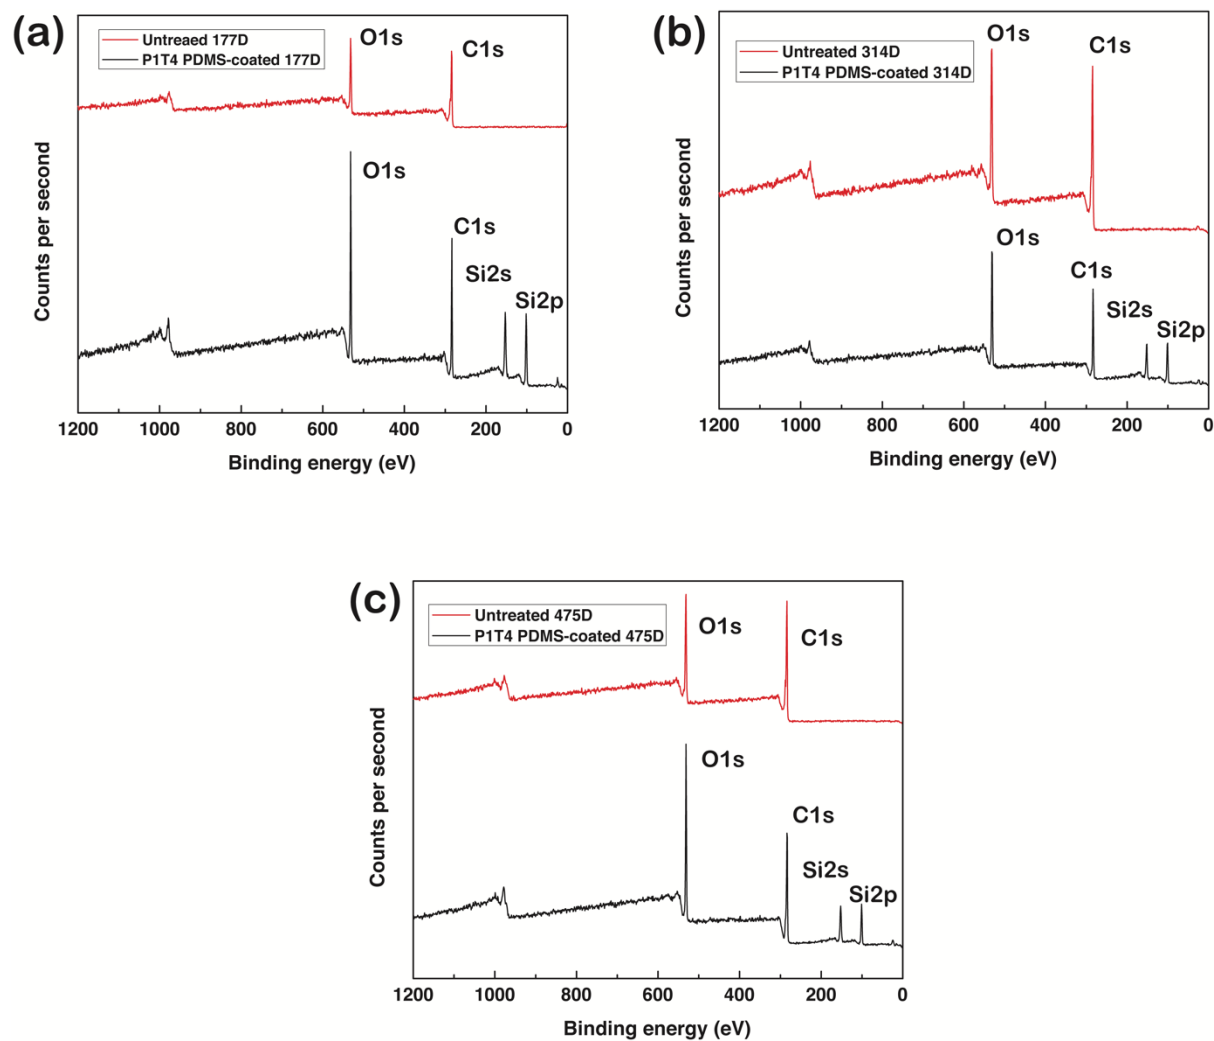 (a)
Untreaed 177D
P1T4 PDMS-coated 177D
O1s
C1s
O1s
C1s
Si2s
Si2p
Counts per second
1200 1000 800 600 400 200 0
Binding energy (eV)
(b)
Untreated 314D
P1T4 PDMS-coated 314D
O1s
C1s
O1s
C1s
Si2s
Si2p
Counts per second
1200 1000 800 600 400 200 0
Binding energy (eV)
(c)
Untreated 475D
P1T4 PDMS-coated 475D
O1s
C1s
O1s
C1s
Si2s
Si2p
Counts per second
1200 1000 800 600 400 200 0
Binding energy (eV)